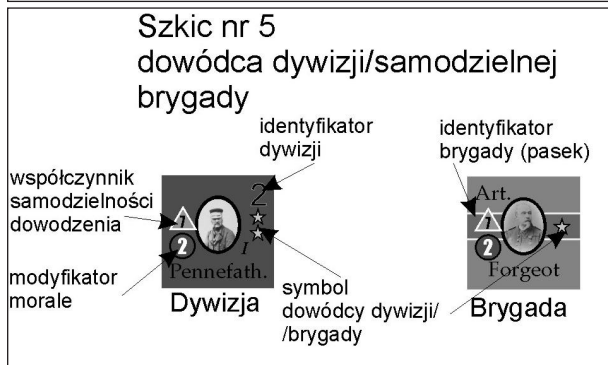 Szkic nr 5
dowódca dywizji/samodzielnej
brygady
identyfikator
dywizji
identyfikator
brygady (pasek)
współczynnik
samodzielności
dowodzenia
modyfikator
morale
2
1
2
I
Pennefath.
Dywizja
symbol
dowódcy dywizji/
/brygady
Art.
1
2
Forgeot
Brygada